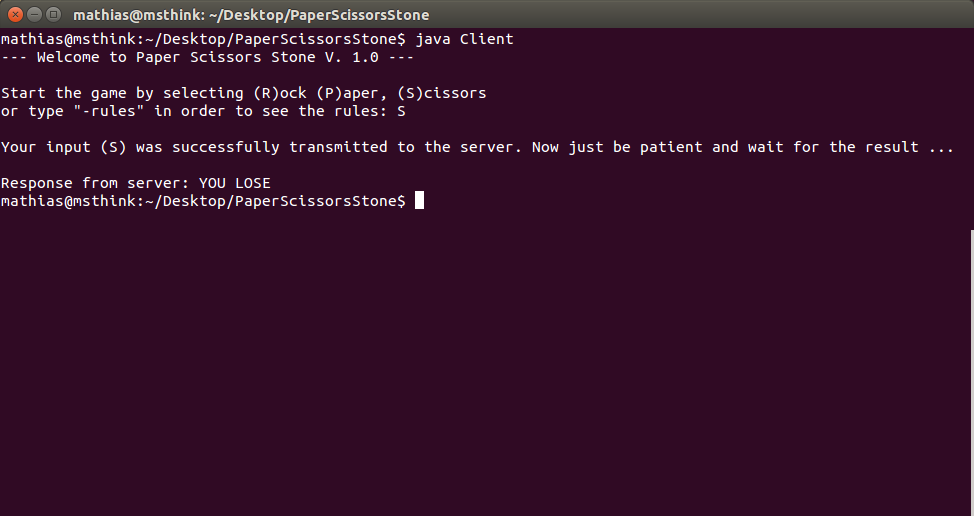 mathias@msthink: ~/Desktop/PaperScissorsStone
mathias@msthink:~/Desktop/PaperScissorsStone$ java Client
--- Welcome to Paper Scissors Stone V. 1.0 ---
Start the game by selecting (R)ock (P)aper, (S)cissors
or type "-rules" in order to see the rules: S
Your input (S) was successfully transmitted to the server. Now just be patient and wait for the result ...
Response from server: YOU LOSE
mathias@msthink:~/Desktop/PaperScissorsStone$